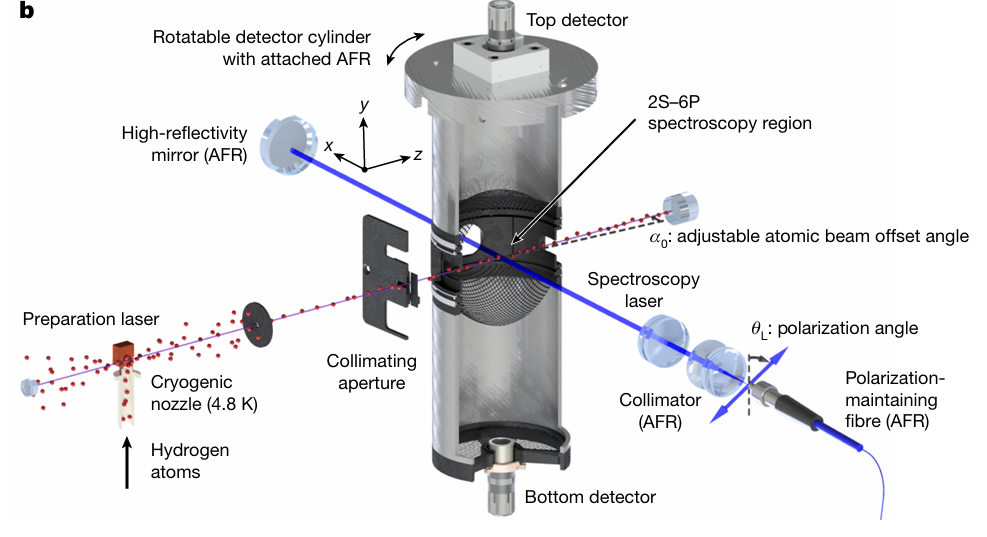 b
Top detector
Rotatable detector cylinder
with attached AFR
2S–6P
spectroscopy region
High-reflectivity
mirror (AFR)
y
x
z
α0: adjustable atomic beam offset angle
Spectroscopy
laser
Preparation laser
θL: polarization angle
Collimating
aperture
Cryogenic
nozzle (4.8 K)
Collimator
(AFR)
Polarization-
maintaining
fibre (AFR)
Hydrogen
atoms
Bottom detector